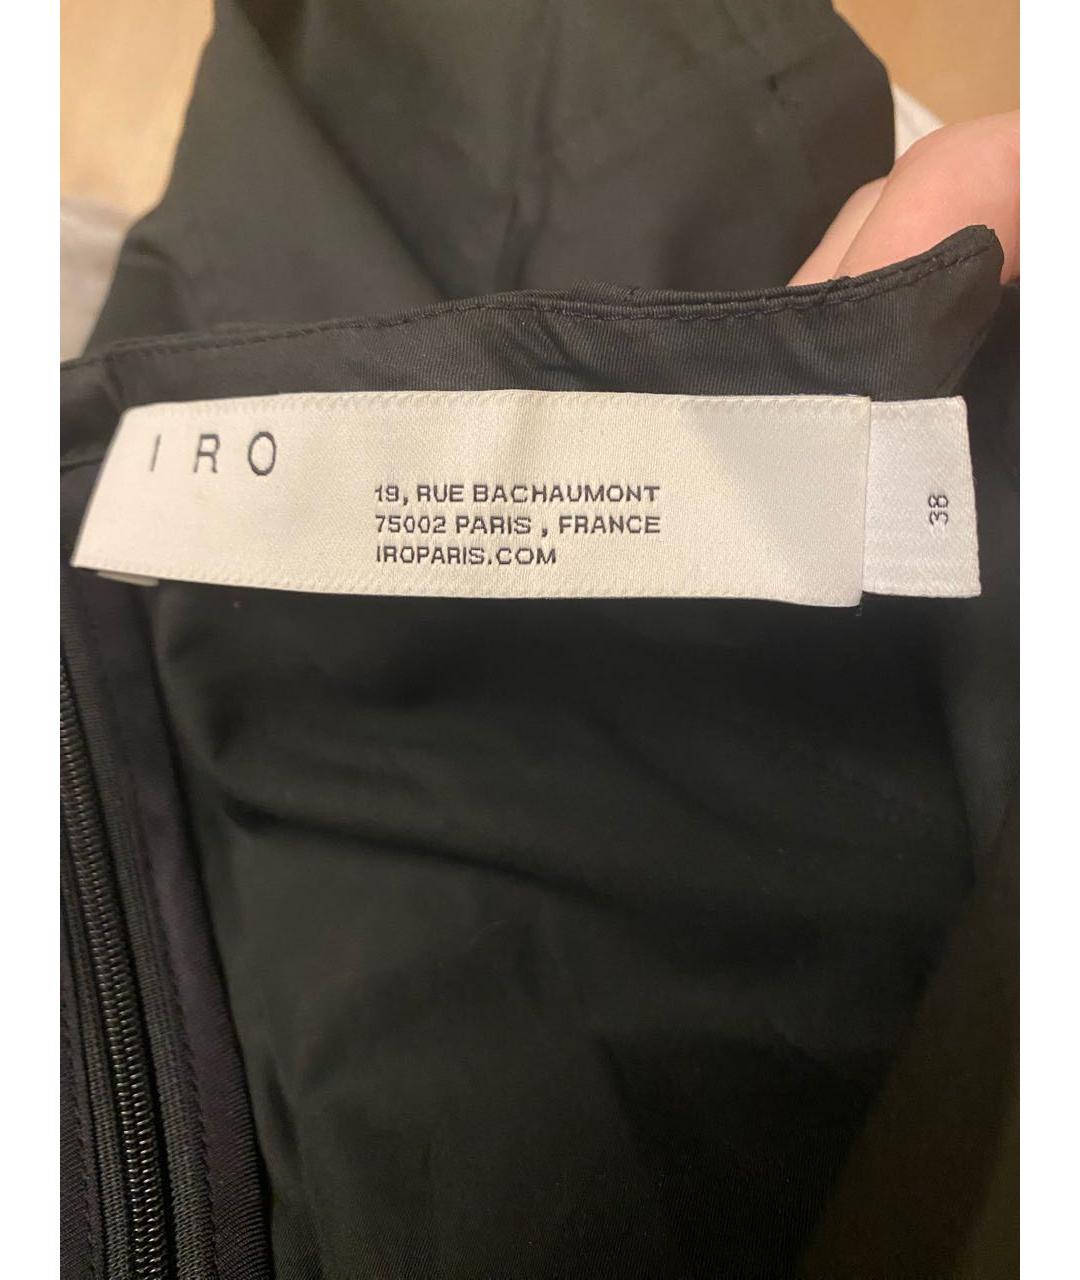 IRO
19, RUE BACHAUMONT
75002 PARIS , FRANCE
IROPARIS.COM
38